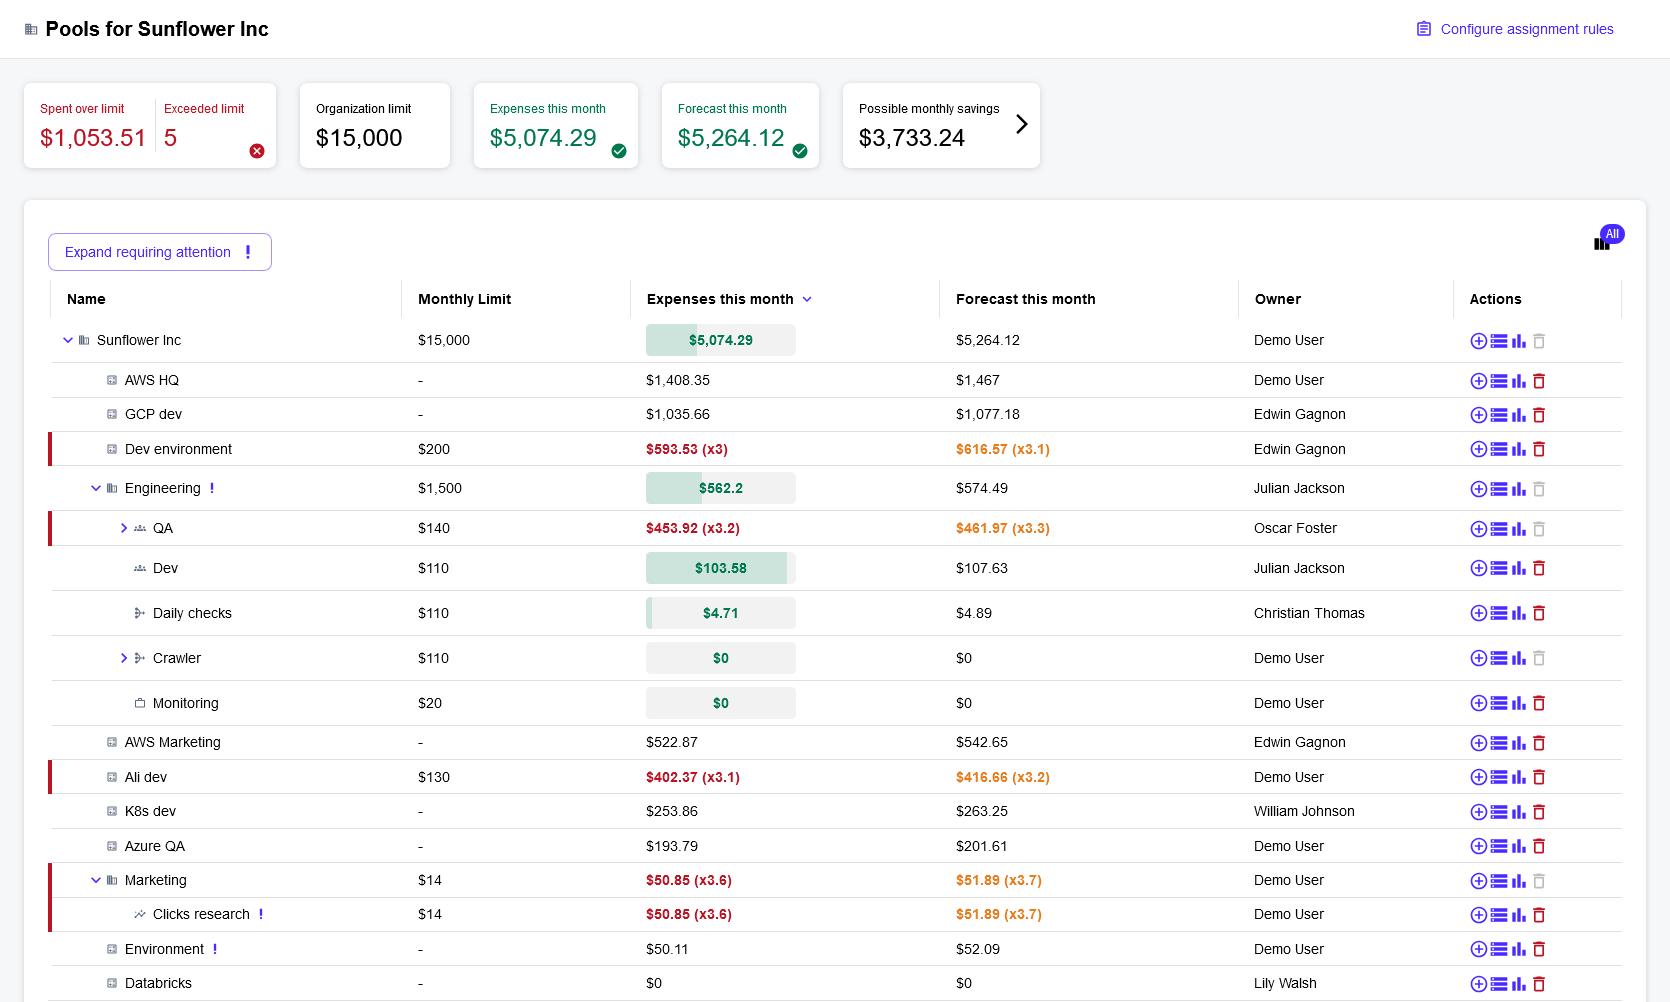 Pools for Sunflower Inc
Configure assignment rules
Spent over limit
$1,053.51
Exceeded limit
5
Organization limit
$15,000
Expenses this month
$5,074.29
Forecast this month
$5,264.12
Possible monthly savings
$3,733.24
Expand requiring attention !
All
Name Monthly Limit Expenses this month Forecast this month Owner Actions
Sunflower Inc $15,000 $5,074.29 $5,264.12 Demo User
AWS HQ - $1,408.35 $1,467 Demo User
GCP dev - $1,035.66 $1,077.18 Edwin Gagnon
Dev environment $200 $593.53 (x3) $616.57 (x3.1) Edwin Gagnon
Engineering ! $1,500 $562.2 $574.49 Julian Jackson
QA $140 $453.92 (x3.2) $461.97 (x3.3) Oscar Foster
Dev $110 $103.58 $107.63 Julian Jackson
Daily checks $110 $4.71 $4.89 Christian Thomas
Crawler $110 $0 $0 Demo User
Monitoring $20 $0 $0 Demo User
AWS Marketing - $522.87 $542.65 Edwin Gagnon
Ali dev $130 $402.37 (x3.1) $416.66 (x3.2) Demo User
K8s dev - $253.86 $263.25 William Johnson
Azure QA - $193.79 $201.61 Demo User
Marketing $14 $50.85 (x3.6) $51.89 (x3.7) Demo User
Clicks research ! $14 $50.85 (x3.6) $51.89 (x3.7) Demo User
Environment ! - $50.11 $52.09 Demo User
Databricks - $0 $0 Lily Walsh